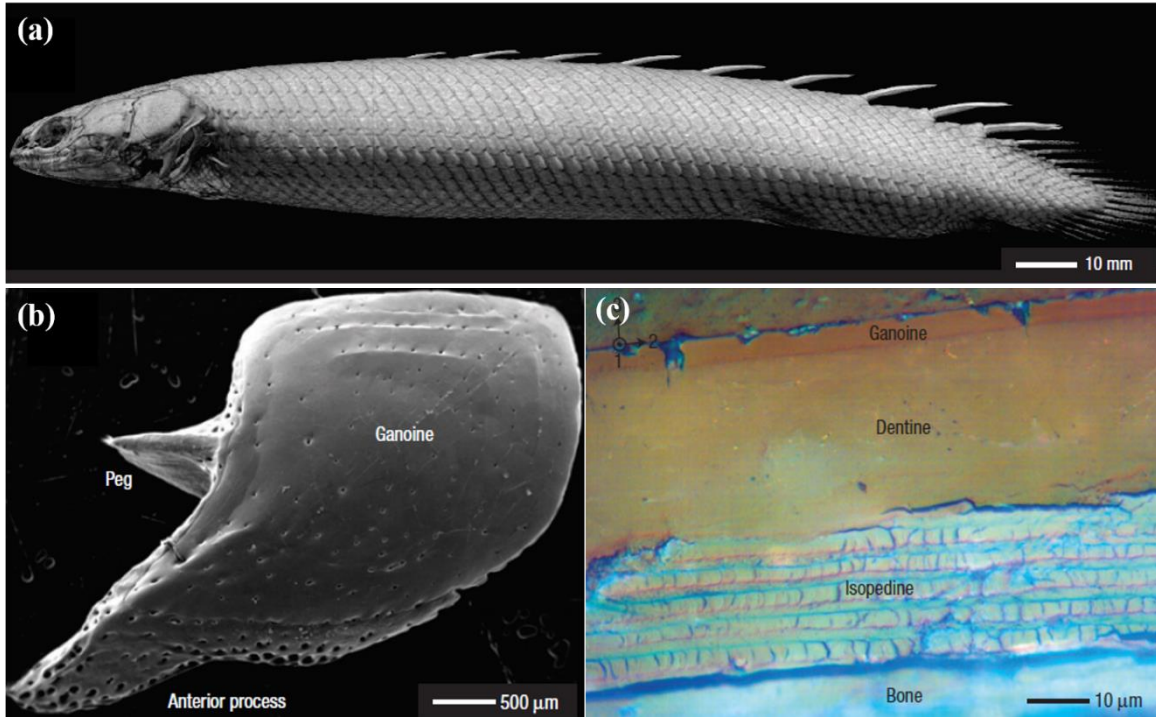 (a)
10 mm
(b)
Ganoine
Peg
Anterior process
500 μm
(c)
2
1
Ganoine
Dentine
Isopedine
Bone
10 μm